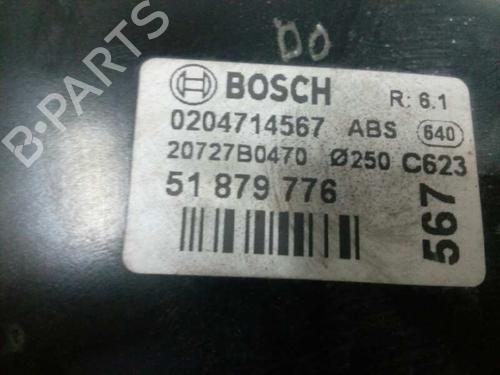 DO
BOSCH R: 6.1
0204714567 ABS 640
20727B0470 Ø250 C623
51 879 776
567
B-PARTS